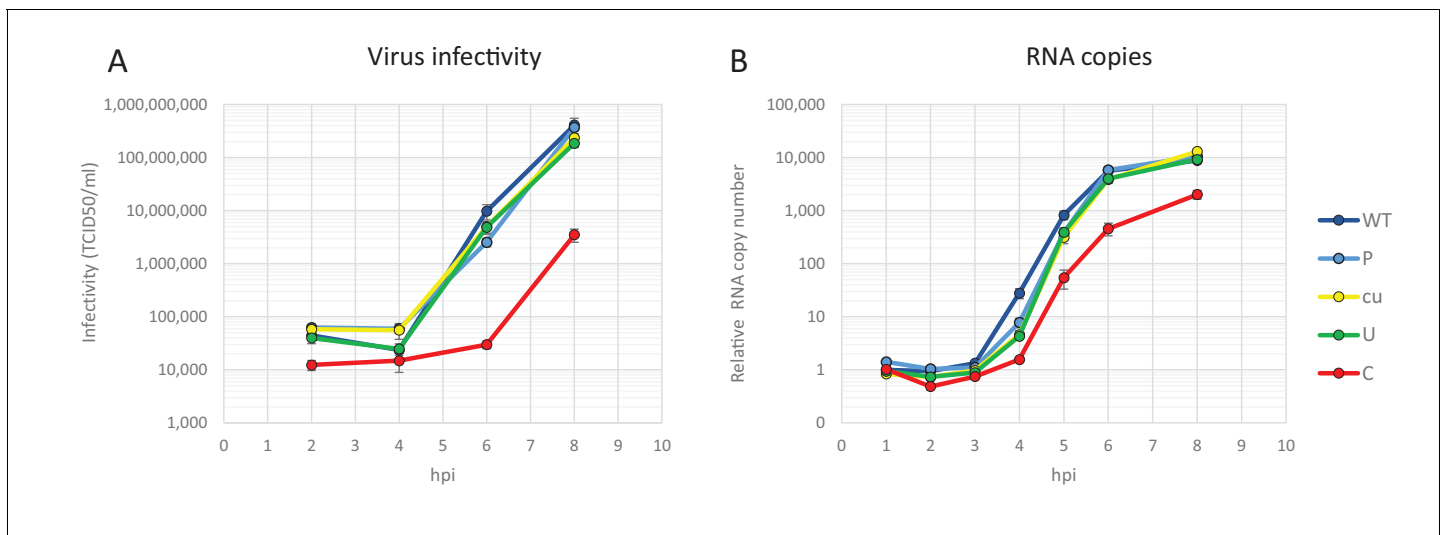 A
Virus infectivity
1,000,000,000
100,000,000
10,000,000
1,000,000
100,000
10,000
1,000
Infectivity (TCID50/ml)
0 1 2 3 4 5 6 7 8 9 10
hpi
B
RNA copies
100,000
10,000
1,000
100
10
1
0
Relative RNA copy number
0 1 2 3 4 5 6 7 8 9 10
hpi
WT
P
cu
U
C